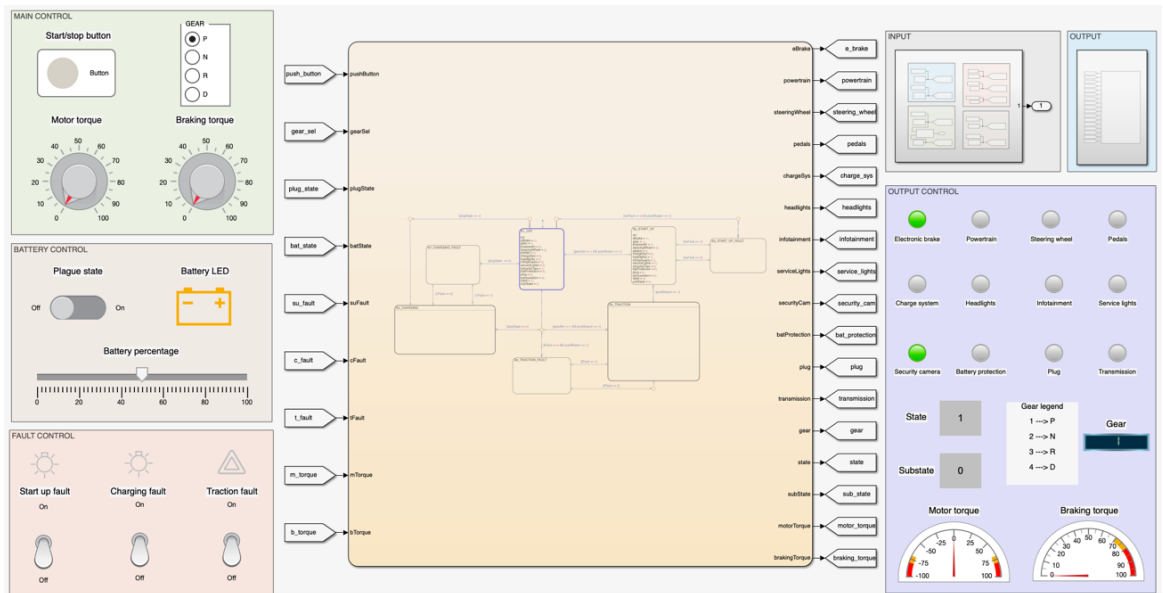 MAIN CONTROL
Start/stop button
Button
GEAR
P
N
R
D
Motor torque
0 10 20 30 40 50 60 70 80 90 100
Braking torque
0 10 20 30 40 50 60 70 80 90 100
BATTERY CONTROL
Plague state
Off
On
Battery LED
Battery percentage
0 20 40 60 80 100
FAULT CONTROL
Start up fault
Charging fault
Traction fault
On
On
On
Off
Off
Off
push_button
gear_sel
plug_state
bat_state
su_fault
c_fault
t_fault
m_torque
b_torque
pushButton
gearSel
plugState
batState
suFault
cFault
tFault
mTorque
bTorque
eBrake
powertrain
steeringWheel
pedals
chargeSys
headlights
infotainment
serviceLights
securityCam
batProtection
plug
transmission
gear
state
subState
motorTorque
brakingTorque
e_brake
powertrain
steering_wheel
pedals
charge_sys
headlights
infotainment
service_lights
security_cam
bat_protection
plug
transmission
gear
state
sub_state
motor_torque
braking_torque
INPUT
1
1
OUTPUT
OUTPUT CONTROL
Electronic brake
Powertrain
Steering wheel
Pedals
Charge system
Headlights
Infotainment
Service lights
Security camera
Battery protection
Plug
Transmission
State
1
Substate
0
Gear legend
1 ---> P
2 ---> N
3 ---> R
4 ---> D
Gear
1
Motor torque
-100 -75 -50 -25 0 25 50 75 100
Braking torque
0 10 20 30 40 50 60 70 80 90 100